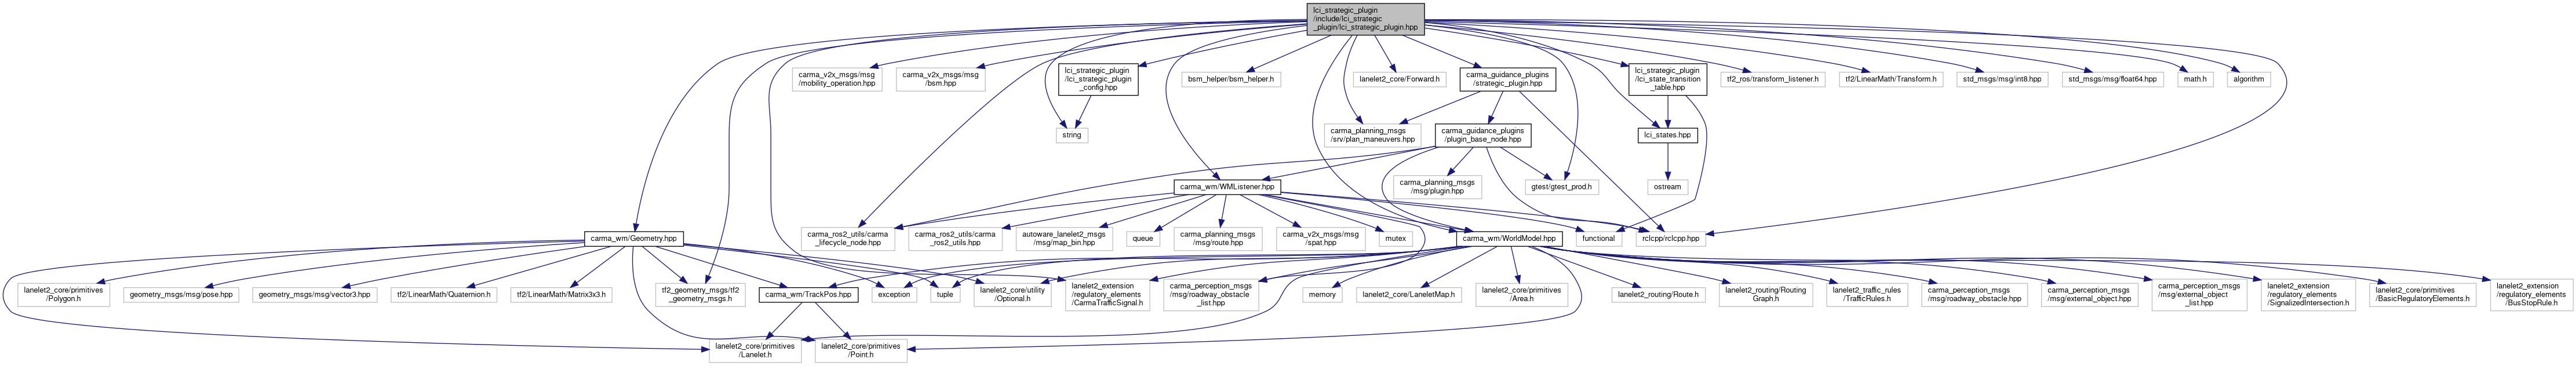 lci_strategic_plugin
/include/lci_strategic
_plugin/lci_strategic_plugin.hpp
carma_v2x_msgs/msg
/mobility_operation.hpp
carma_v2x_msgs/msg
/bsm.hpp
lci_strategic_plugin
/lci_strategic_plugin
_config.hpp
bsm_helper/bsm_helper.h
lanelet2_core/Forward.h
carma_guidance_plugins
/strategic_plugin.hpp
lci_strategic_plugin
/lci_state_transition
_table.hpp
tf2_ros/transform_listener.h
tf2/LinearMath/Transform.h
std_msgs/msg/int8.hpp
std_msgs/msg/float64.hpp
math.h
algorithm
string
carma_planning_msgs
/srv/plan_maneuvers.hpp
carma_guidance_plugins
/plugin_base_node.hpp
lci_states.hpp
carma_wm/WMListener.hpp
carma_planning_msgs
/msg/plugin.hpp
gtest/gtest_prod.h
ostream
carma_wm/Geometry.hpp
carma_ros2_utils/carma
_lifecycle_node.hpp
carma_ros2_utils/carma
_ros2_utils.hpp
autoware_lanelet2_msgs
/msg/map_bin.hpp
queue
carma_planning_msgs
/msg/route.hpp
carma_v2x_msgs/msg
/spat.hpp
mutex
carma_wm/WorldModel.hpp
functional
rclcpp/rclcpp.hpp
lanelet2_core/primitives
/Polygon.h
geometry_msgs/msg/pose.hpp
geometry_msgs/msg/vector3.hpp
tf2/LinearMath/Quaternion.h
tf2/LinearMath/Matrix3x3.h
tf2_geometry_msgs/tf2
_geometry_msgs.h
carma_wm/TrackPos.hpp
exception
tuple
lanelet2_core/utility
/Optional.h
lanelet2_extension
/regulatory_elements
/CarmaTrafficSignal.h
carma_perception_msgs
/msg/roadway_obstacle
_list.hpp
memory
lanelet2_core/LaneletMap.h
lanelet2_core/primitives
/Area.h
lanelet2_routing/Route.h
lanelet2_routing/Routing
Graph.h
lanelet2_traffic_rules
/TrafficRules.h
carma_perception_msgs
/msg/roadway_obstacle.hpp
carma_perception_msgs
/msg/external_object.hpp
carma_perception_msgs
/msg/external_object
_list.hpp
lanelet2_extension
/regulatory_elements
/SignalizedIntersection.h
lanelet2_core/primitives
/BasicRegulatoryElements.h
lanelet2_extension
/regulatory_elements
/BusStopRule.h
lanelet2_core/primitives
/Lanelet.h
lanelet2_core/primitives
/Point.h